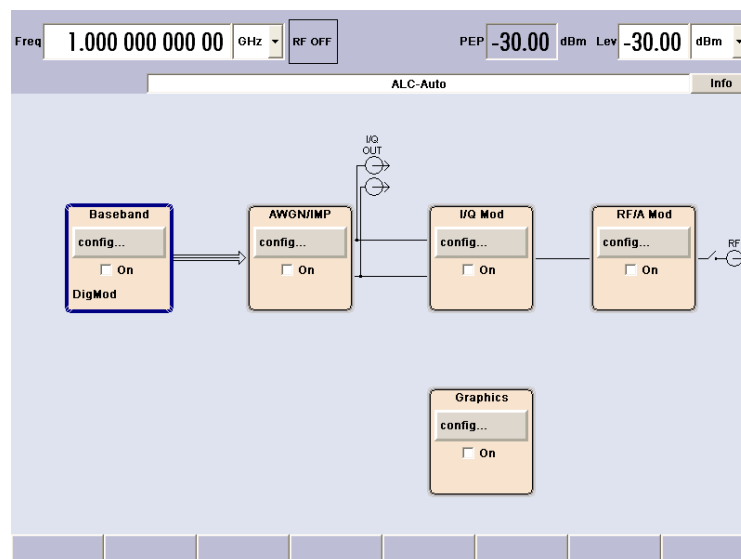 Freq 1.000 000 000 00 GHz RF OFF PEP -30.00 dBm Lev -30.00 dBm
ALC-Auto Info
I/Q
OUT
Baseband AWGN/IMP I/Q Mod RF/A Mod
config... config... config... config... RF
On On On On
DigMod
Graphics
config...
On